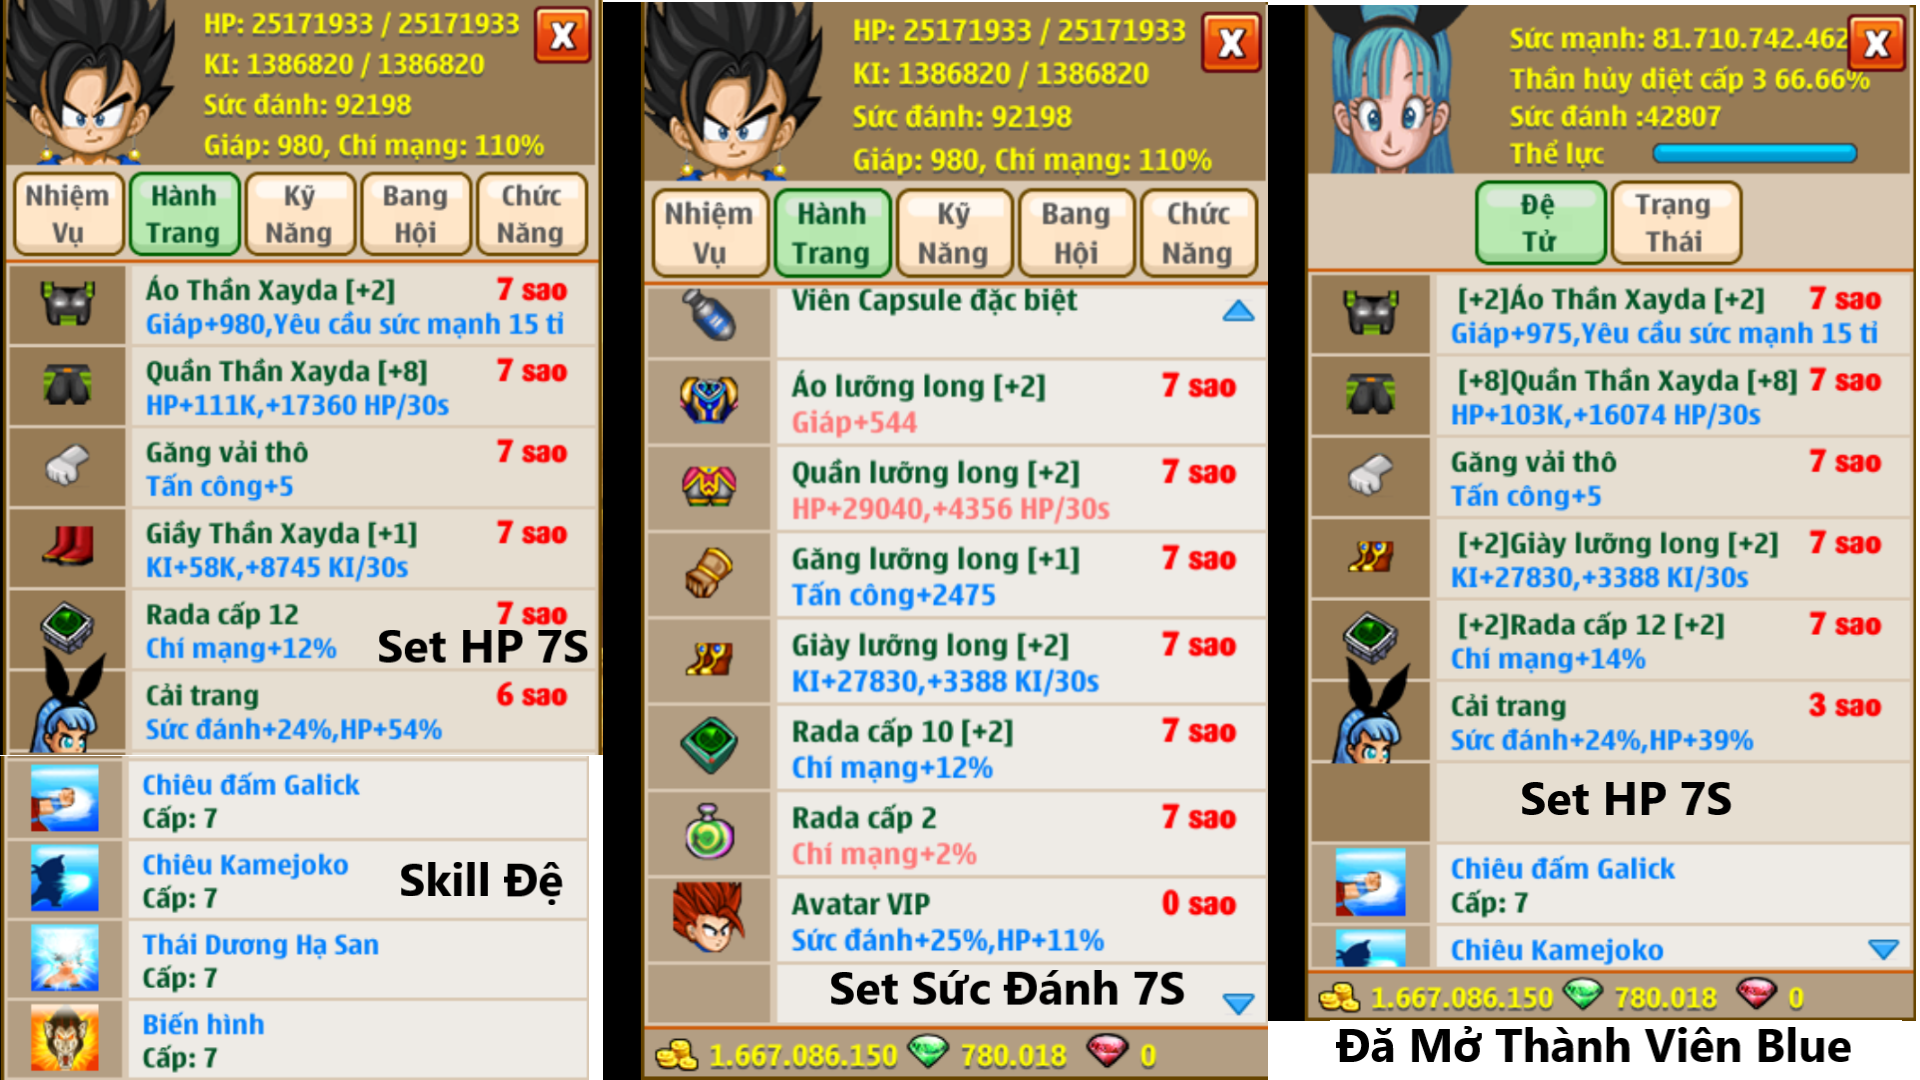 HP: 25171933 / 25171933
KI: 1386820 / 1386820
Sức đánh: 92198
Giáp: 980, Chí mạng: 110%
X
Nhiệm Vụ
Hành Trang
Kỹ Năng
Bang Hội
Chức Năng
Áo Thần Xayda [+2] 7 sao
Giáp+980,Yêu cầu sức mạnh 15 tỉ
Quần Thần Xayda [+8] 7 sao
HP+111K,+17360 HP/30s
Găng vải thô 7 sao
Tấn công+5
Giầy Thần Xayda [+1] 7 sao
KI+58K,+8745 KI/30s
Rada cấp 12 7 sao
Chí mạng+12%
Set HP 7S
Cải trang 6 sao
Sức đánh+24%,HP+54%
Chiêu đấm Galick
Cấp: 7
Chiêu Kamejoko
Cấp: 7
Skill Đệ
Thái Dương Hạ San
Cấp: 7
Biến hình
Cấp: 7
HP: 25171933 / 25171933
KI: 1386820 / 1386820
Sức đánh: 92198
Giáp: 980, Chí mạng: 110%
X
Nhiệm Vụ
Hành Trang
Kỹ Năng
Bang Hội
Chức Năng
Viên Capsule đặc biệt
Áo lưỡng long [+2] 7 sao
Giáp+544
Quần lưỡng long [+2] 7 sao
HP+29040,+4356 HP/30s
Găng lưỡng long [+1] 7 sao
Tấn công+2475
Giày lưỡng long [+2] 7 sao
KI+27830,+3388 KI/30s
Rada cấp 10 [+2] 7 sao
Chí mạng+12%
Rada cấp 2 7 sao
Chí mạng+2%
Avatar VIP 0 sao
Sức đánh+25%,HP+11%
Set Sức Đánh 7S
1.667.086.150 780.018 0
Sức mạnh: 81.710.742.462
X
Thần hủy diệt cấp 3 66.66%
Sức đánh :42807
Thể lực
Đệ Tử
Trạng Thái
[+2]Áo Thần Xayda [+2] 7 sao
Giáp+975,Yêu cầu sức mạnh 15 tỉ
[+8]Quần Thần Xayda [+8] 7 sao
HP+103K,+16074 HP/30s
Găng vải thô 7 sao
Tấn công+5
[+2]Giày lưỡng long [+2] 7 sao
KI+27830,+3388 KI/30s
[+2]Rada cấp 12 [+2] 7 sao
Chí mạng+14%
Cải trang 3 sao
Sức đánh+24%,HP+39%
Set HP 7S
Chiêu đấm Galick
Cấp: 7
Chiêu Kamejoko
1.667.086.150 780.018 0
Đã Mở Thành Viên Blue